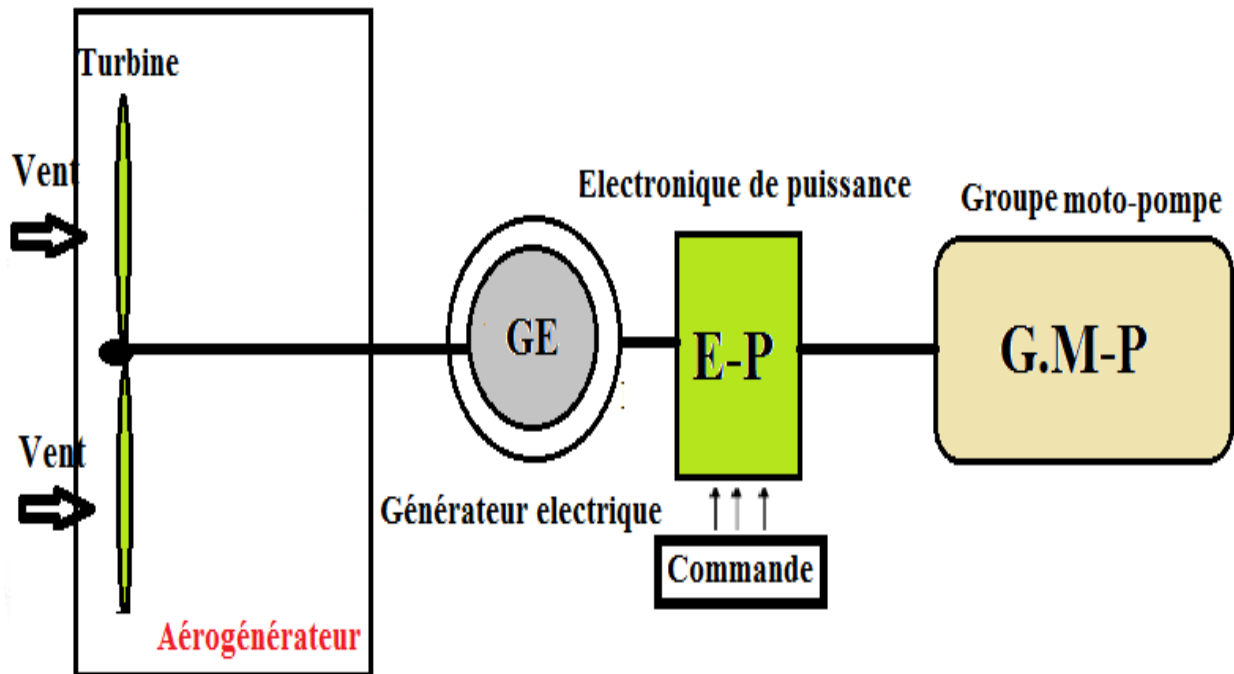 Turbine
Vent
Electronique de puissance
Groupe moto-pompe
GE
E-P
G.M-P
Vent
Générateur electrique
Commande
Aérogénérateur